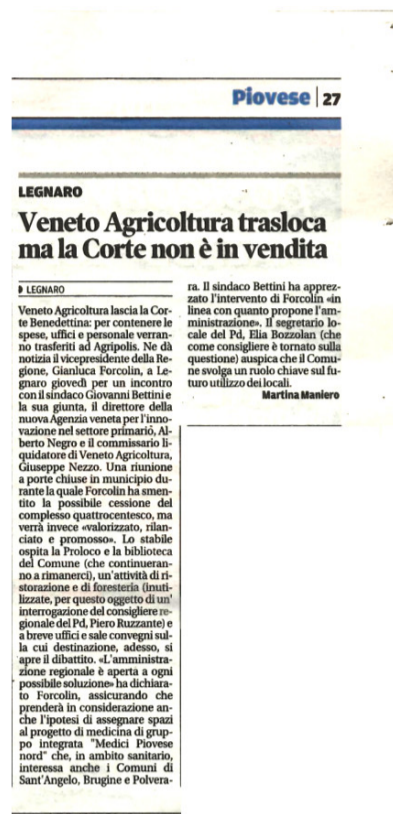 Piovese | 27
LEGNARO
Veneto Agricoltura trasloca
ma la Corte non è in vendita
LEGNARO
Veneto Agricoltura lascia la Cor-
te Benedettina: per contenere le
spese, uffici e personale verran-
no trasferiti ad Agripolis. Ne dà
notizia il vicepresidente della Re-
gione, Gianluca Forcolin, a Le-
gnaro giovedì per un incontro
con il sindaco Giovanni Bettini e
la sua giunta, il direttore della
nuova Agenzia veneta per l'inno-
vazione nel settore primario, Al-
berto Negro e il commissario li-
quidatore di Veneto Agricoltura,
Giuseppe Nezzo. Una riunione
a porte chiuse in municipio du-
rante la quale Forcolin ha smen-
tito la possibile cessione del
complesso quattrocentesco, ma
verrà invece «valorizzato, rilan-
ciato e promosso». Lo stabile
ospita la Proloco e la biblioteca
del Comune (che continueran-
no a rimanerci), un'attività di ri-
storazione e di foresteria (inuti-
lizzate, per questo oggetto di un'
interrogazione del consigliere re-
gionale del Pd, Piero Ruzzante) e
a breve uffici e sale convegni sul-
la cui destinazione, adesso, si
apre il dibattito. «L'amministra-
zione regionale è aperta a ogni
possibile soluzione» ha dichiara-
to Forcolin, assicurando che
prenderà in considerazione an-
che l'ipotesi di assegnare spazi
al progetto di medicina di grup-
po integrata "Medici Piovese
nord" che, in ambito sanitario,
interessa anche i Comuni di
Sant'Angelo, Brugine e Polvera-
ra. Il sindaco Bettini ha apprez-
zato l'intervento di Forcolin «in
linea con quanto propone l'am-
ministrazione». Il segretario lo-
cale del Pd, Elia Bozzolan (che
come consigliere è tornato sulla
questione) auspica che il Comu-
ne svolga un ruolo chiave sul fu-
turo utilizzo dei locali.
Martina Maniero